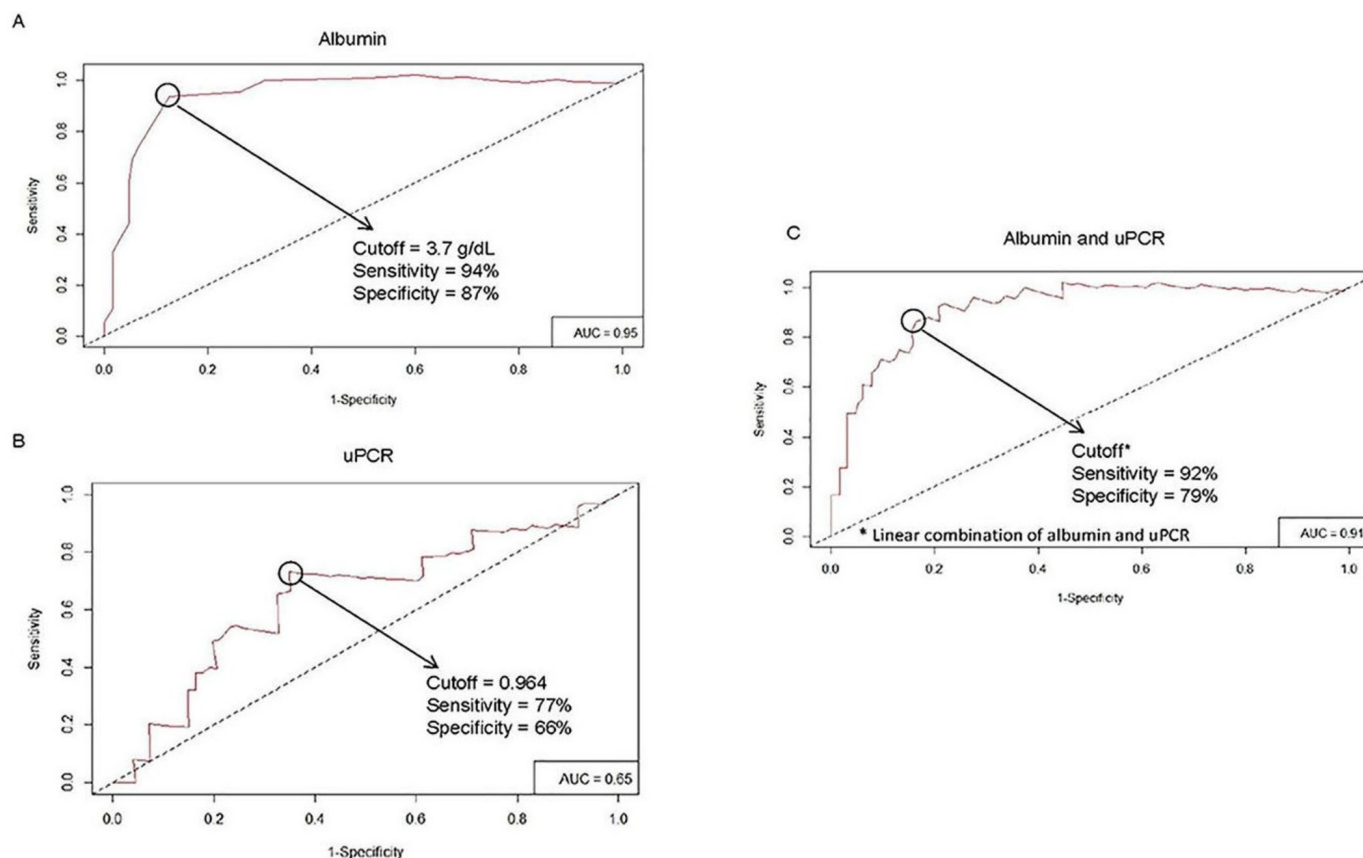 A
Albumin
1.0
0.8
0.6
0.4
0.2
0.0
Sensitivity
Cutoff = 3.7 g/dL
Sensitivity = 94%
Specificity = 87%
AUC = 0.95
0.0 0.2 0.4 0.6 0.8 1.0
1-Specificity
B
uPCR
1.0
0.8
0.6
0.4
0.2
0.0
Sensitivity
Cutoff = 0.964
Sensitivity = 77%
Specificity = 66%
AUC = 0.65
0.0 0.2 0.4 0.6 0.8 1.0
1-Specificity
C
Albumin and uPCR
1.0
0.8
0.6
0.4
0.2
0.0
Sensitivity
Cutoff*
Sensitivity = 92%
Specificity = 79%
* Linear combination of albumin and uPCR
AUC = 0.91
0.0 0.2 0.4 0.6 0.8 1.0
1-Specificity